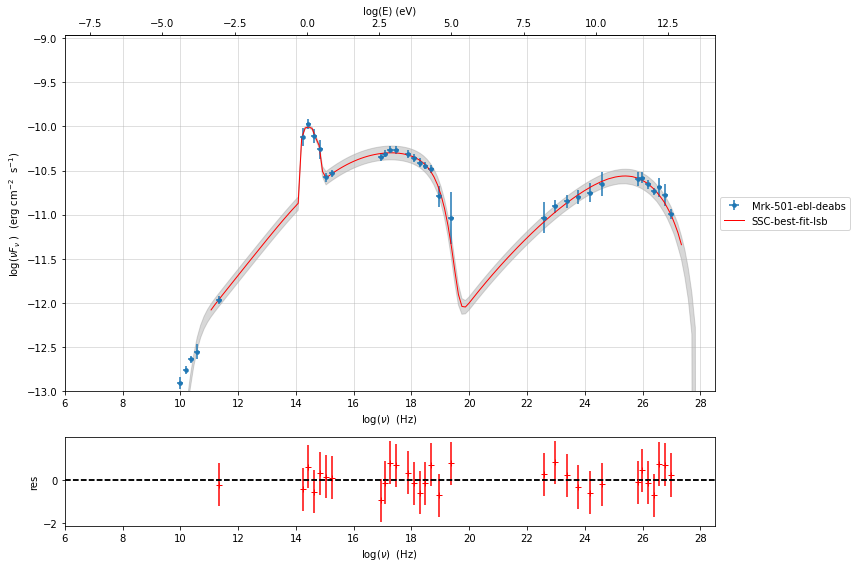 log(E) (eV)
−7.5 −5.0 −2.5 0.0 2.5 5.0 7.5 10.0 12.5
−9.0
−9.5
−10.0
−10.5
−11.0
−11.5
−12.0
−12.5
−13.0
log(νFν ) (erg cm−2 s−1)
6 8 10 12 14 16 18 20 22 24 26 28
log(ν) (Hz)
Mrk-501-ebl-deabs
SSC-best-fit-lsb
0
−2
res
6 8 10 12 14 16 18 20 22 24 26 28
log(ν) (Hz)